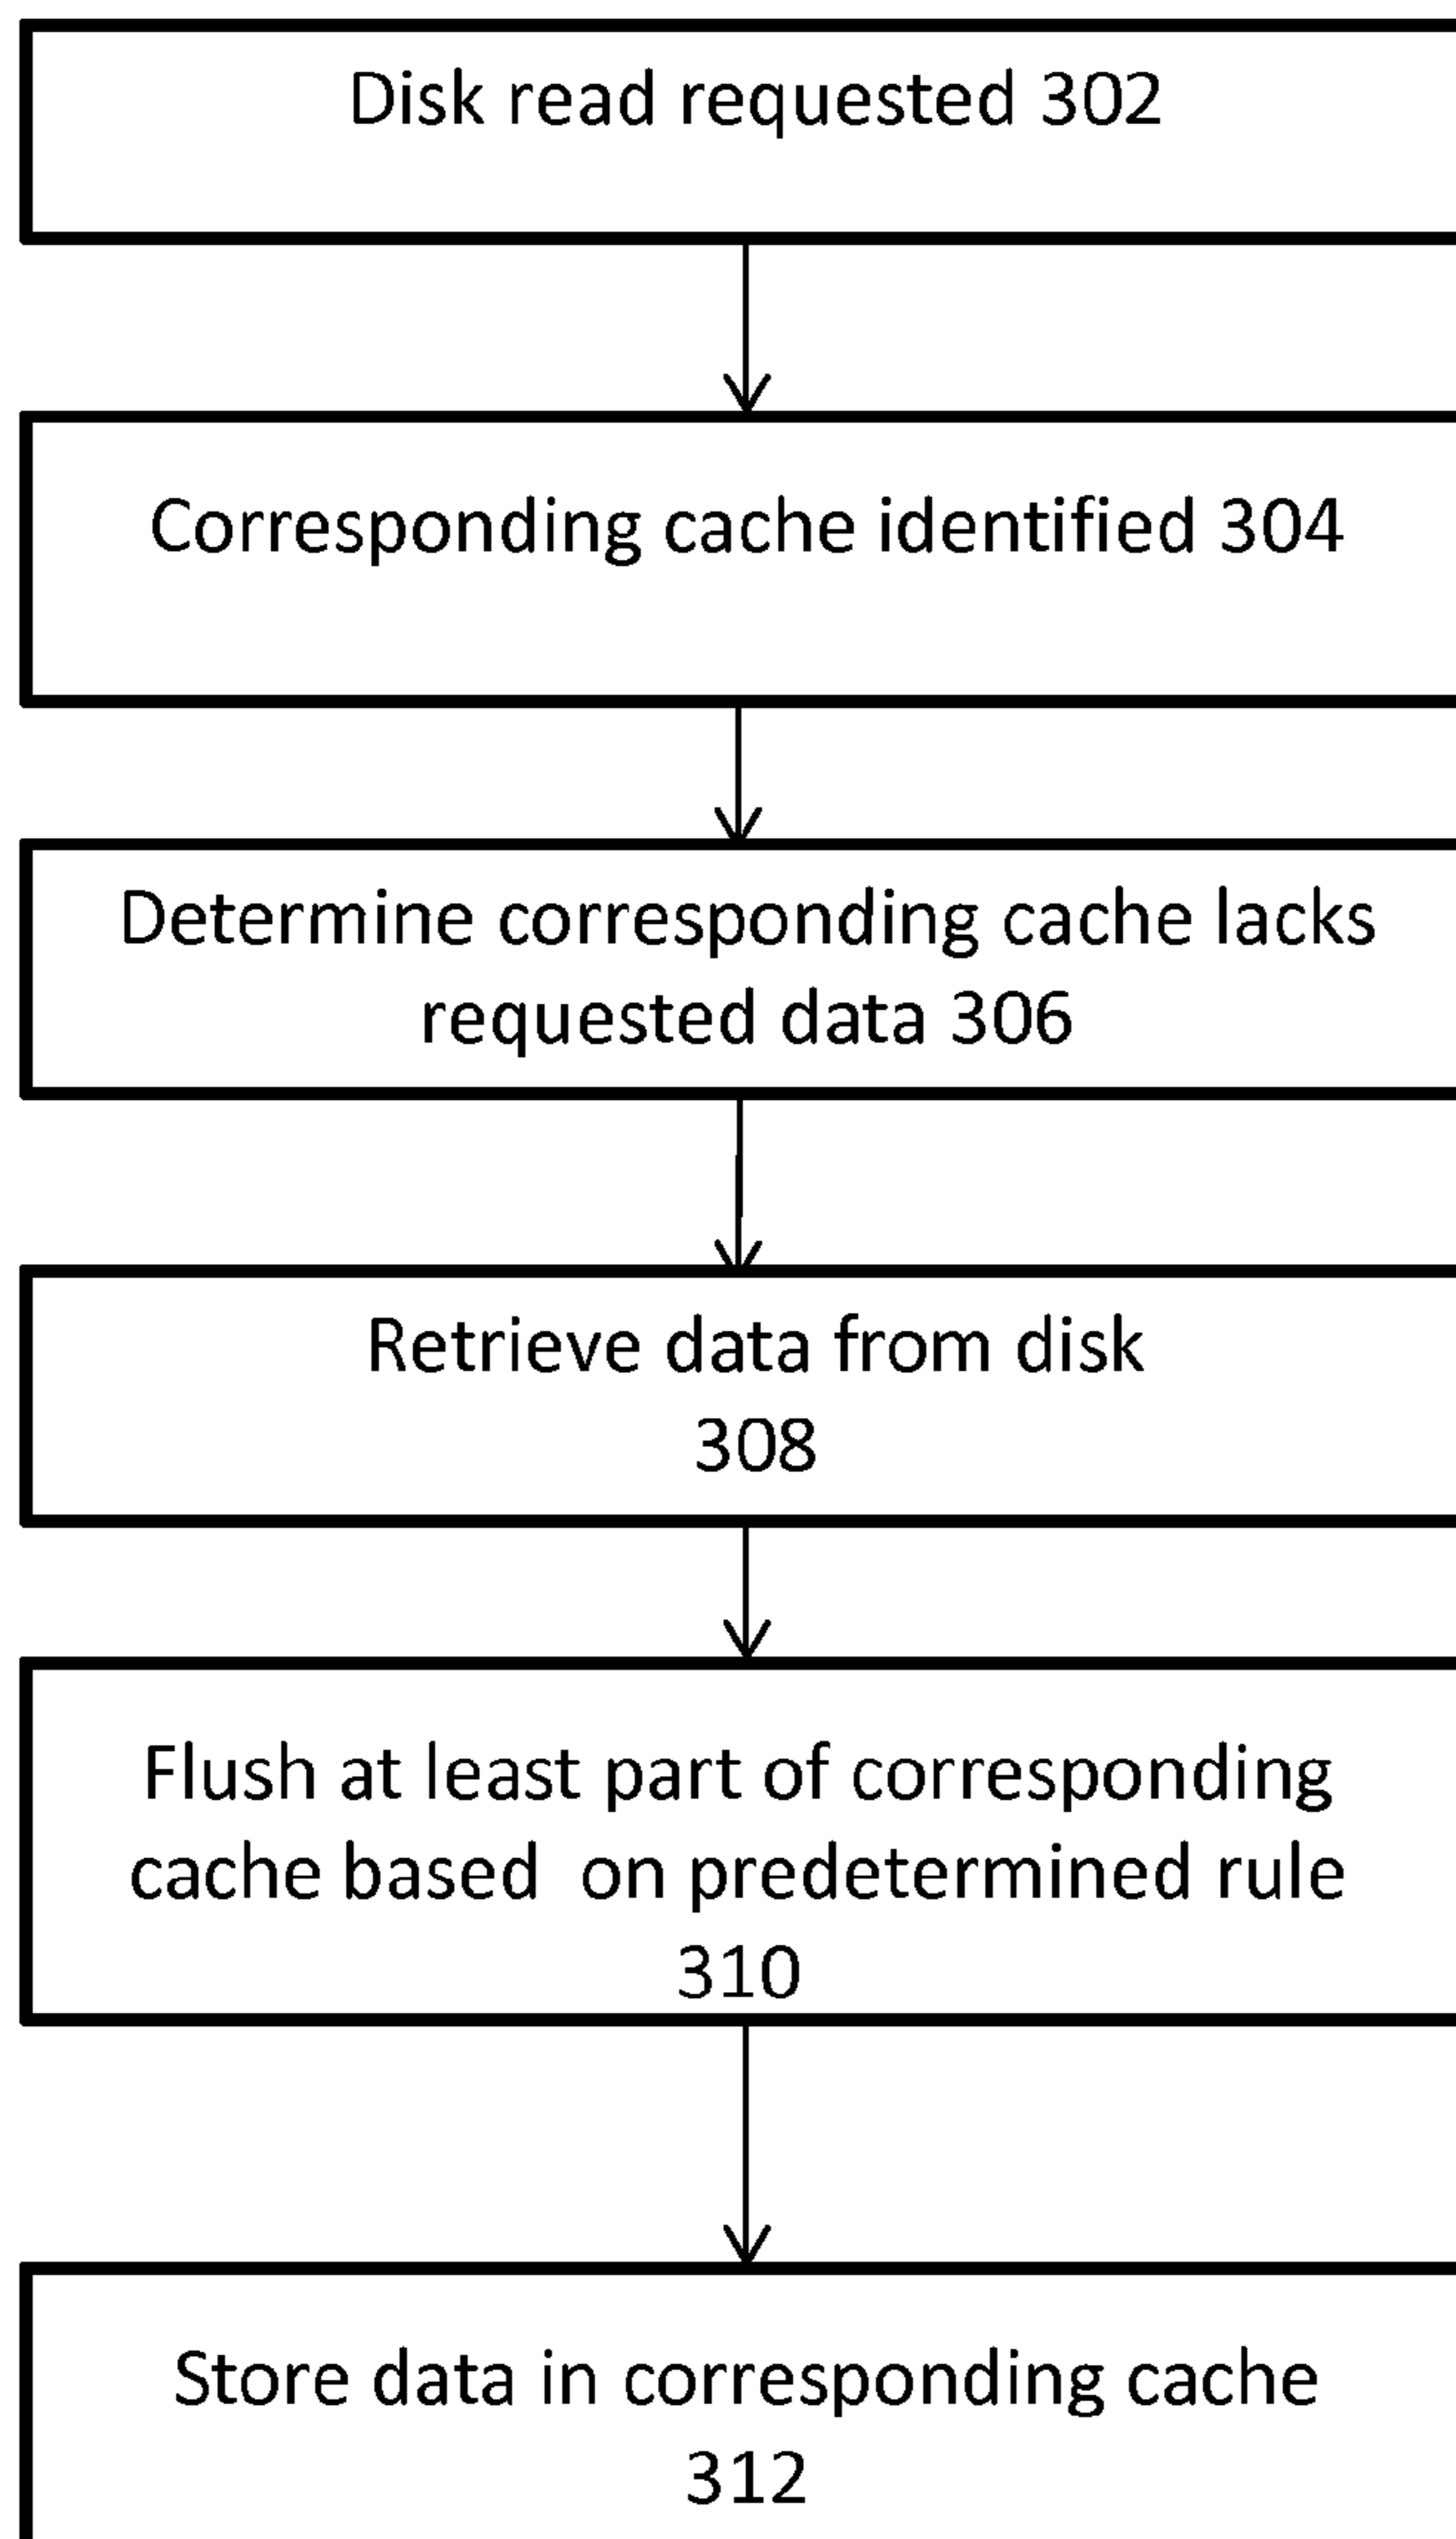 Disk read requested 302
Corresponding cache identified 304
Determine corresponding cache lacks
requested data 306
Retrieve data from disk
308
Flush at least part of corresponding
cache based  on predetermined rule
310
Store data in corresponding cache
312